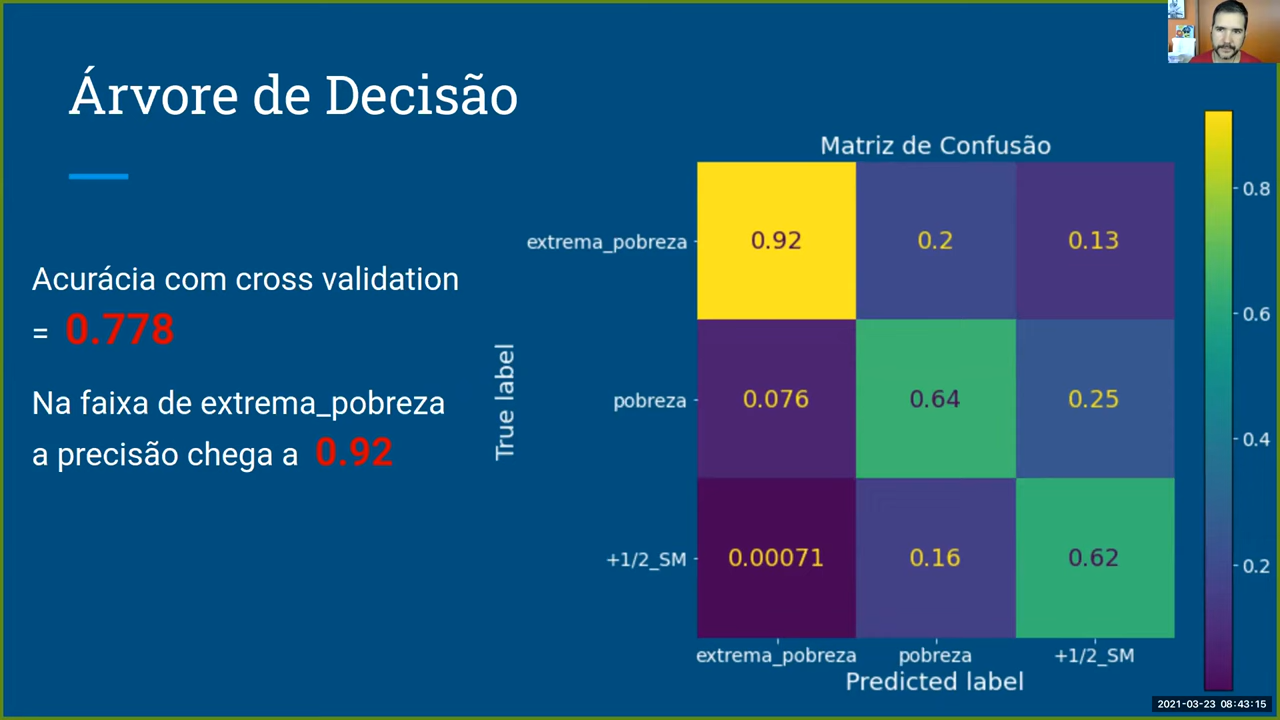 Árvore de Decisão
Acurácia com cross validation
= 0.778
Na faixa de extrema_pobreza
a precisão chega a 0.92
Matriz de Confusão
True label
extrema_pobreza 0.92 0.2 0.13
pobreza 0.076 0.64 0.25
+1/2_SM 0.00071 0.16 0.62
extrema_pobreza pobreza +1/2_SM
Predicted label
0.8
0.6
0.4
0.2
2021-03-23 08:43:15